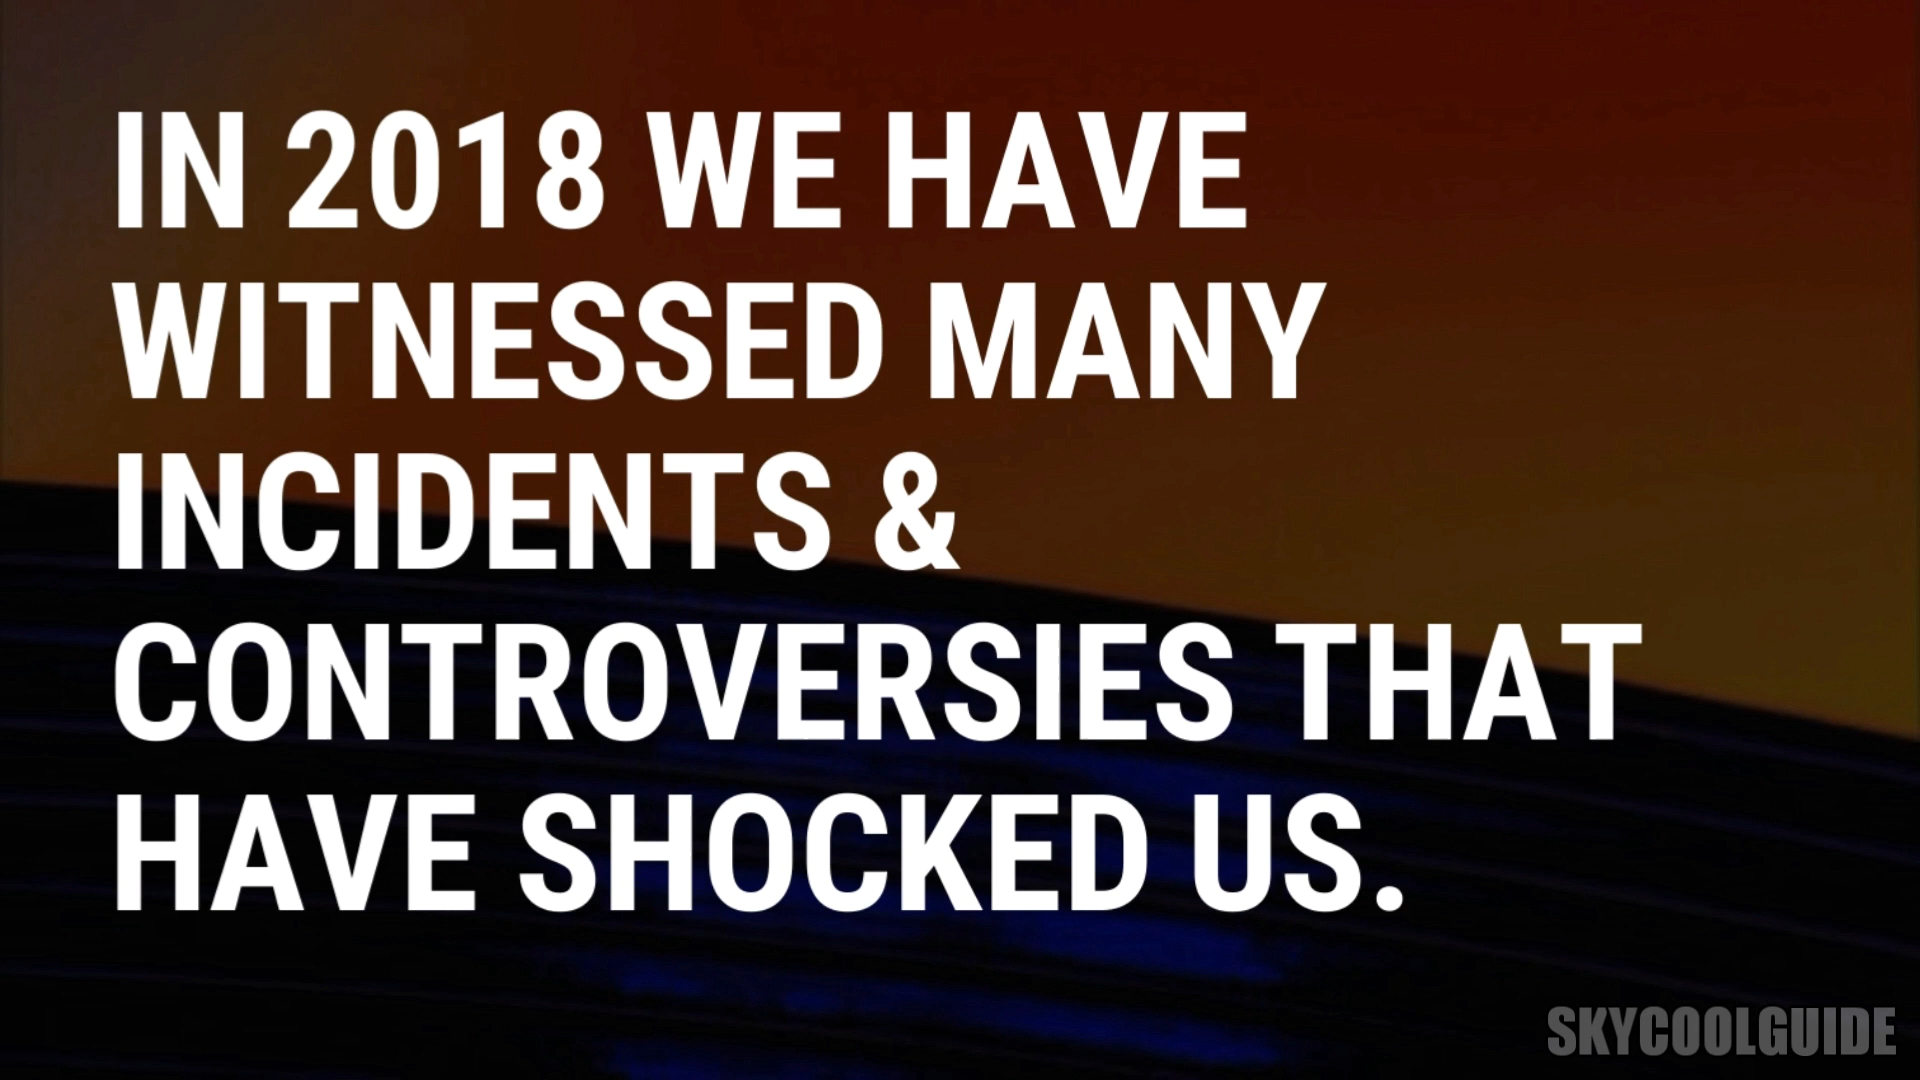 IN 2018 WE HAVE
WITNESSED MANY
INCIDENTS &
CONTROVERSIES THAT
HAVE SHOCKED US.
SKYCOOLGUIDE